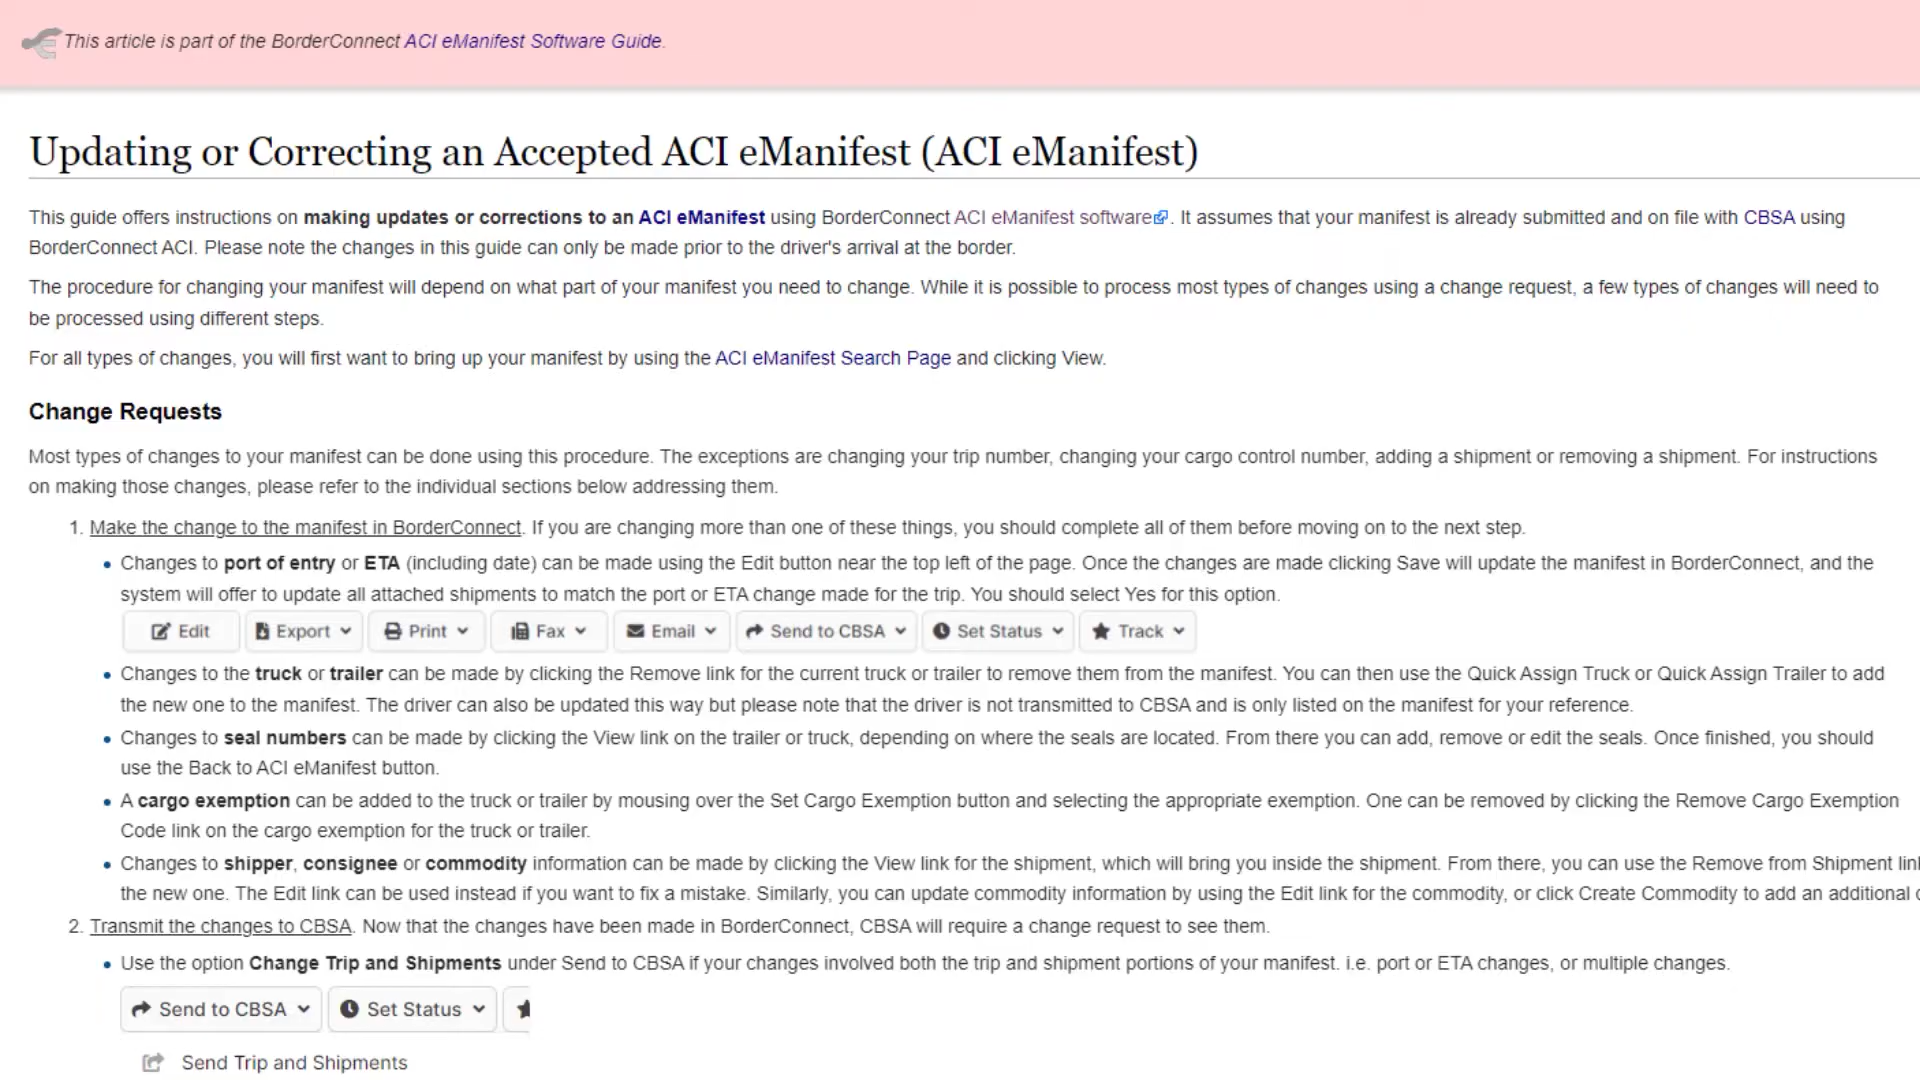 This article is part of the BorderConnect ACI eManifest Software Guide.
Updating or Correcting an Accepted ACI eManifest (ACI eManifest)
This guide offers instructions on making updates or corrections to an ACI eManifest using BorderConnect ACI eManifest software. It assumes that your manifest is already submitted and on file with CBSA using
BorderConnect ACI. Please note the changes in this guide can only be made prior to the driver's arrival at the border.
The procedure for changing your manifest will depend on what part of your manifest you need to change. While it is possible to process most types of changes using a change request, a few types of changes will need to
be processed using different steps.
For all types of changes, you will first want to bring up your manifest by using the ACI eManifest Search Page and clicking View.
Change Requests
Most types of changes to your manifest can be done using this procedure. The exceptions are changing your trip number, changing your cargo control number, adding a shipment or removing a shipment. For instructions
on making those changes, please refer to the individual sections below addressing them.
1. Make the change to the manifest in BorderConnect. If you are changing more than one of these things, you should complete all of them before moving on to the next step.
• Changes to port of entry or ETA (including date) can be made using the Edit button near the top left of the page. Once the changes are made clicking Save will update the manifest in BorderConnect, and the
system will offer to update all attached shipments to match the port or ETA change made for the trip. You should select Yes for this option.
Edit Export Print Fax Email Send to CBSA Set Status Track
• Changes to the truck or trailer can be made by clicking the Remove link for the current truck or trailer to remove them from the manifest. You can then use the Quick Assign Truck or Quick Assign Trailer to add
the new one to the manifest. The driver can also be updated this way but please note that the driver is not transmitted to CBSA and is only listed on the manifest for your reference.
• Changes to seal numbers can be made by clicking the View link on the trailer or truck, depending on where the seals are located. From there you can add, remove or edit the seals. Once finished, you should
use the Back to ACI eManifest button.
• A cargo exemption can be added to the truck or trailer by mousing over the Set Cargo Exemption button and selecting the appropriate exemption. One can be removed by clicking the Remove Cargo Exemption
Code link on the cargo exemption for the truck or trailer.
• Changes to shipper, consignee or commodity information can be made by clicking the View link for the shipment, which will bring you inside the shipment. From there, you can use the Remove from Shipment
the new one. The Edit link can be used instead if you want to fix a mistake. Similarly, you can update commodity information by using the Edit link for the commodity, or click Create Commodity to add an additional
2. Transmit the changes to CBSA. Now that the changes have been made in BorderConnect, CBSA will require a change request to see them.
• Use the option Change Trip and Shipments under Send to CBSA if your changes involved both the trip and shipment portions of your manifest. i.e. port or ETA changes, or multiple changes.
Send to CBSA Set Status
Send Trip and Shipments